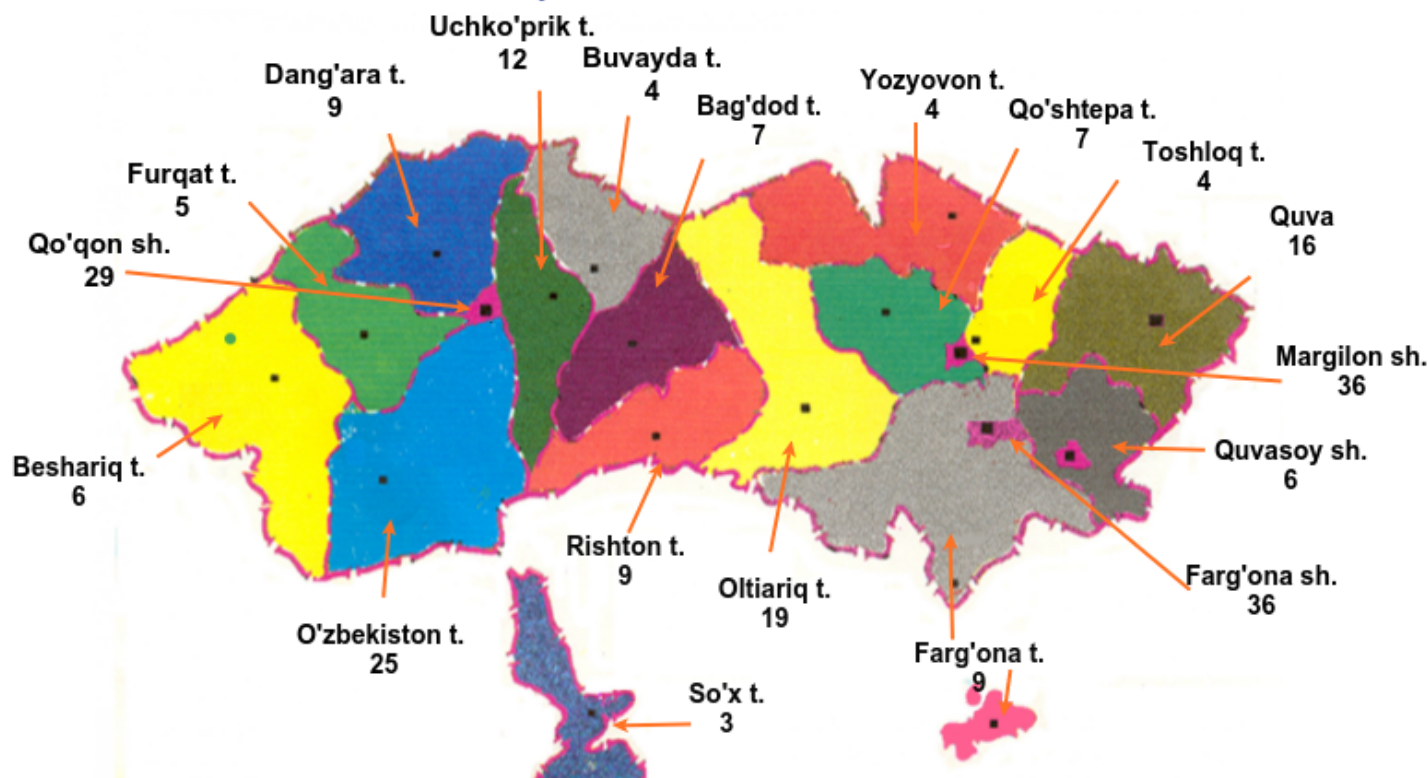 Uchko'prik t.
12
Buvayda t.
4
Dang'ara t.
9
Bag'dod t.
7
Yozyovon t.
4
Qo'shtepa t.
7
Toshloq t.
4
Furqat t.
5
Quva
16
Qo'qon sh.
29
Margilon sh.
36
Beshariq t.
6
Quvasoy sh.
6
Rishton t.
9
Oltiariq t.
19
Farg'ona sh.
36
O'zbekiston t.
25
Farg'ona t.
9
So'x t.
3